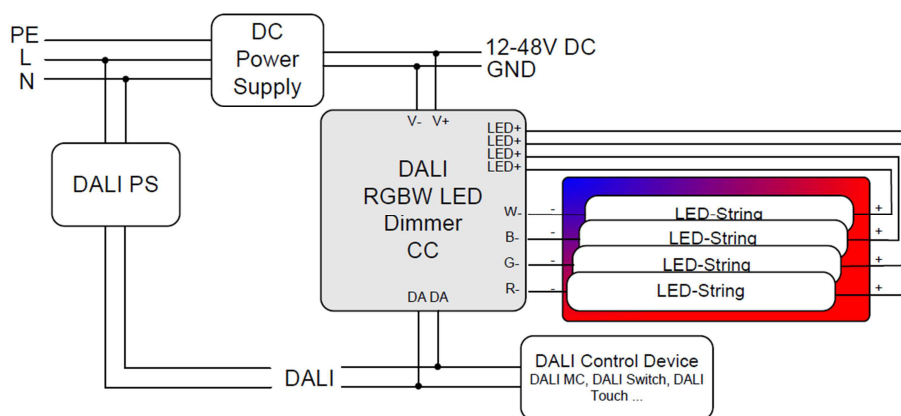 PE
L
N
DC
Power
Supply
12-48V DC
GND
V- V+
LED+
LED+
LED+
LED+
DALI PS
DALI
RGBW LED
Dimmer
CC
W-
B-
G-
R-
- LED-String +
- LED-String +
- LED-String +
- LED-String +
DA DA
DALI
DALI Control Device
DALI MC, DALI Switch, DALI
Touch ...